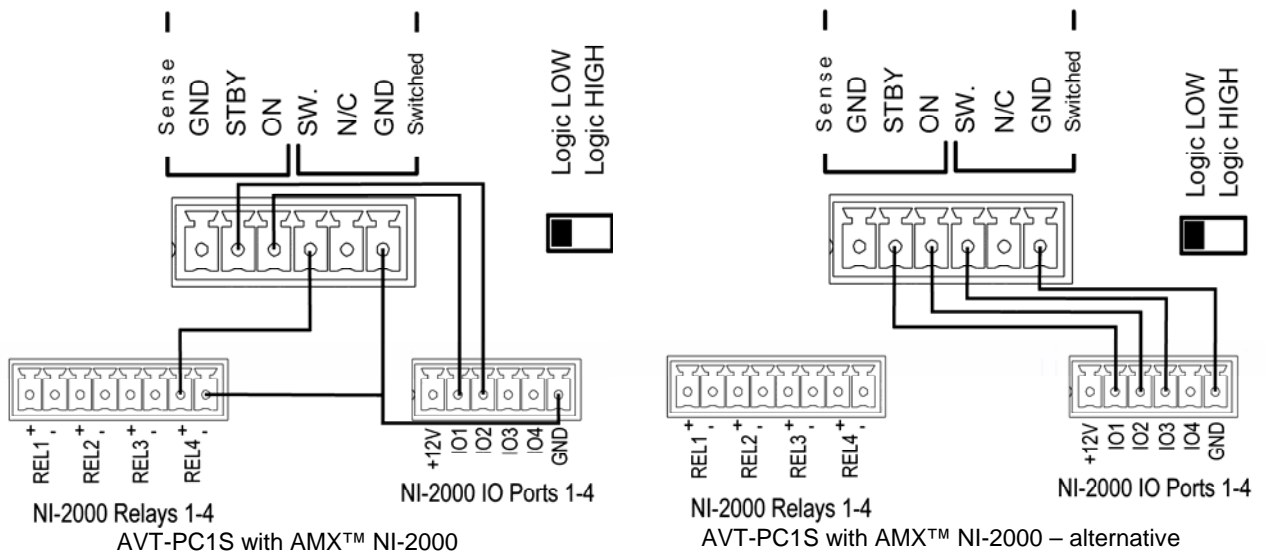 Sense
GND
STBY
ON
SW.
N/C
GND
Switched
Logic LOW
Logic HIGH
REL1 + -
REL2 + -
REL3 + -
REL4 + -
NI-2000 Relays 1-4
+12V
IO1
IO2
IO3
IO4
GND
NI-2000 IO Ports 1-4
AVT-PC1S with AMX™ NI-2000
Sense
GND
STBY
ON
SW.
N/C
GND
Switched
Logic LOW
Logic HIGH
REL1 + -
REL2 + -
REL3 + -
REL4 + -
NI-2000 Relays 1-4
+12V
IO1
IO2
IO3
IO4
GND
NI-2000 IO Ports 1-4
AVT-PC1S with AMX™ NI-2000 – alternative